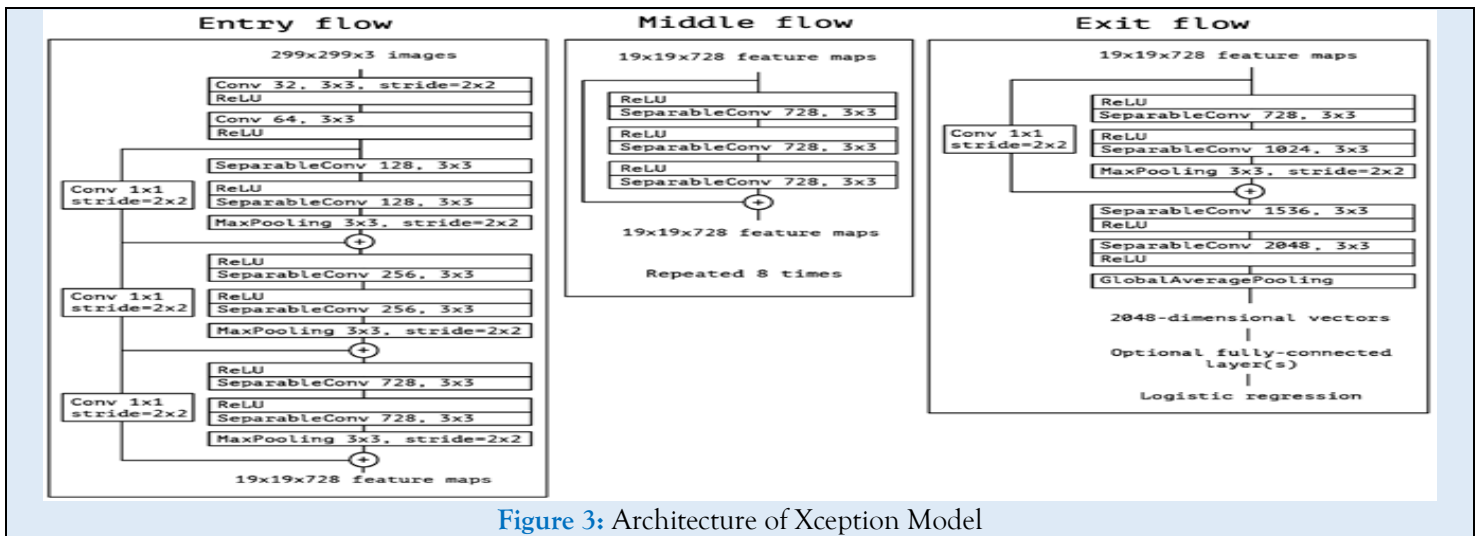 Entry flow
299x299x3 images
Conv 32, 3x3, stride=2x2
ReLU
Conv 64, 3x3
ReLU
SeparableConv 128, 3x3
Conv 1x1
stride=2x2
ReLU
SeparableConv 128, 3x3
MaxPooling 3x3, stride=2x2
+
ReLU
SeparableConv 256, 3x3
Conv 1x1
stride=2x2
ReLU
SeparableConv 256, 3x3
MaxPooling 3x3, stride=2x2
+
ReLU
SeparableConv 728, 3x3
Conv 1x1
stride=2x2
ReLU
SeparableConv 728, 3x3
MaxPooling 3x3, stride=2x2
+
19x19x728 feature maps
Middle flow
19x19x728 feature maps
ReLU
SeparableConv 728, 3x3
ReLU
SeparableConv 728, 3x3
ReLU
SeparableConv 728, 3x3
+
19x19x728 feature maps
Repeated 8 times
Exit flow
19x19x728 feature maps
ReLU
SeparableConv 728, 3x3
Conv 1x1
stride=2x2
ReLU
SeparableConv 1024, 3x3
MaxPooling 3x3, stride=2x2
+
SeparableConv 1536, 3x3
ReLU
SeparableConv 2048, 3x3
ReLU
GlobalAveragePooling
2048-dimensional vectors
Optional fully-connected
layer(s)
Logistic regression
Figure 3: Architecture of Xception Model